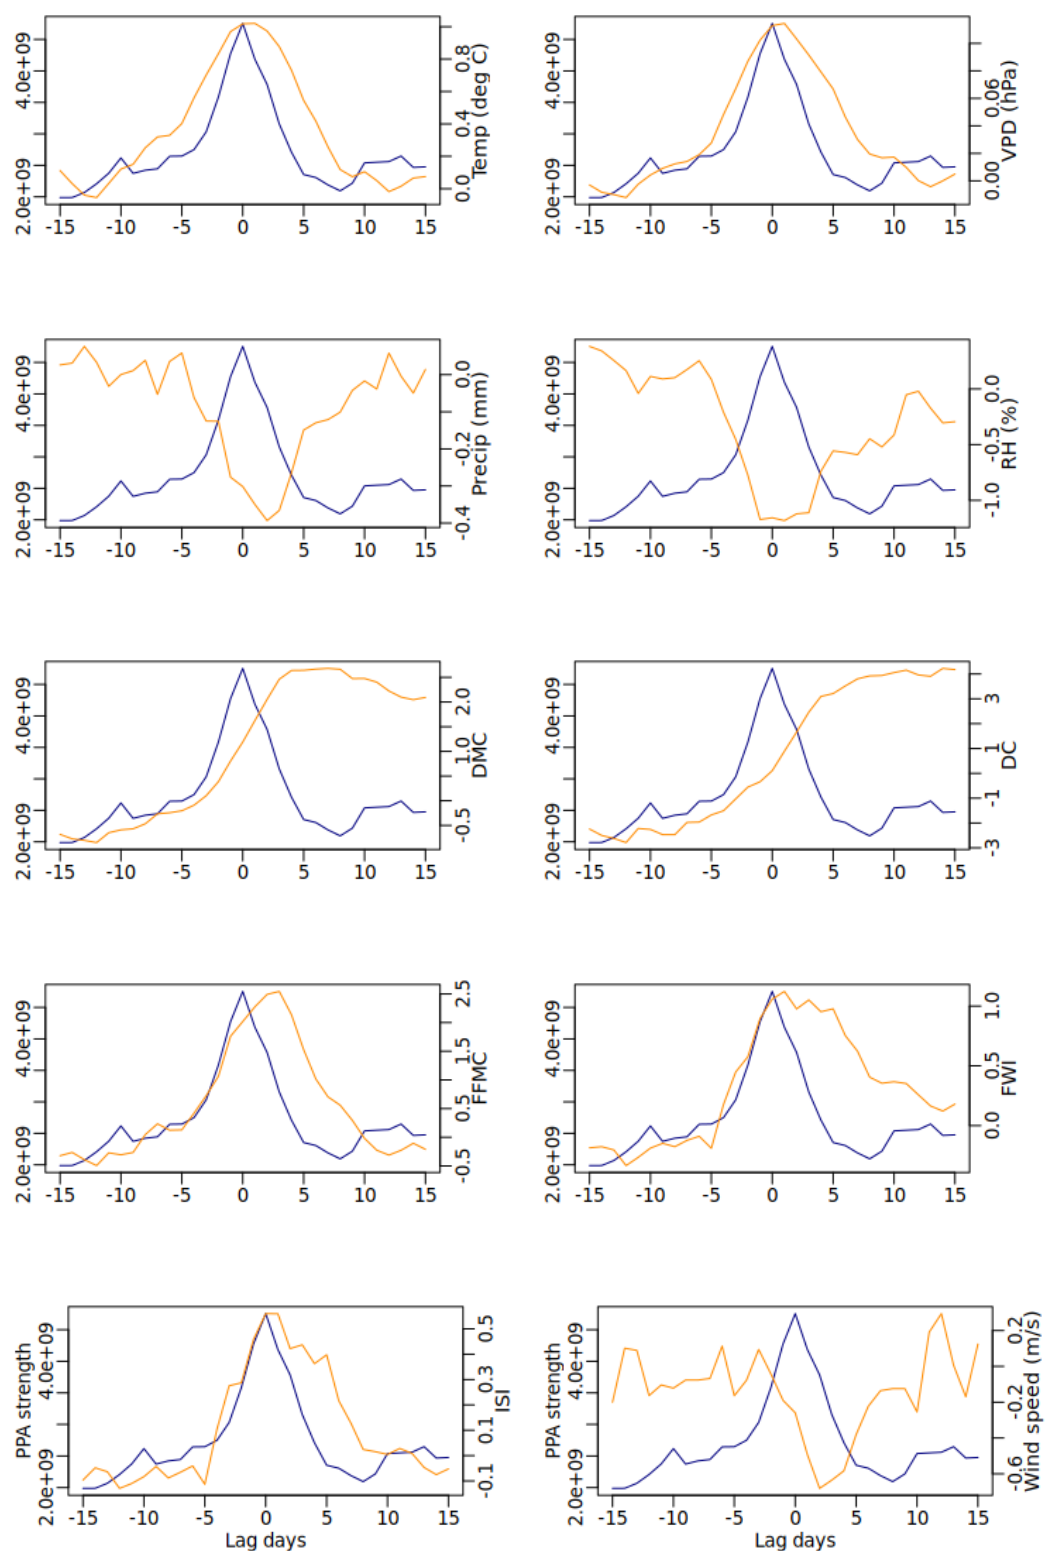 2.0e+09 4.0e+09
0.0 0.4 0.8
Temp (deg C)
-15 -10 -5 0 5 10 15
2.0e+09 4.0e+09
0.00 0.06
VPD (hPa)
-15 -10 -5 0 5 10 15
2.0e+09 4.0e+09
-0.4 -0.2 0.0
Precip (mm)
-15 -10 -5 0 5 10 15
2.0e+09 4.0e+09
-1.0 -0.5 0.0
RH (%)
-15 -10 -5 0 5 10 15
2.0e+09 4.0e+09
-0.5 1.0 2.0
DMC
-15 -10 -5 0 5 10 15
2.0e+09 4.0e+09
-3 -1 1 3
DC
-15 -10 -5 0 5 10 15
2.0e+09 4.0e+09
-0.5 0.5 1.5 2.5
FFMC
-15 -10 -5 0 5 10 15
2.0e+09 4.0e+09
0.0 0.5 1.0
FWI
-15 -10 -5 0 5 10 15
PPA strength
2.0e+09 4.0e+09
-0.1 0.1 0.3 0.5
ISI
-15 -10 -5 0 5 10 15
Lag days
PPA strength
2.0e+09 4.0e+09
-0.6 -0.2 0.2
Wind speed (m/s)
-15 -10 -5 0 5 10 15
Lag days